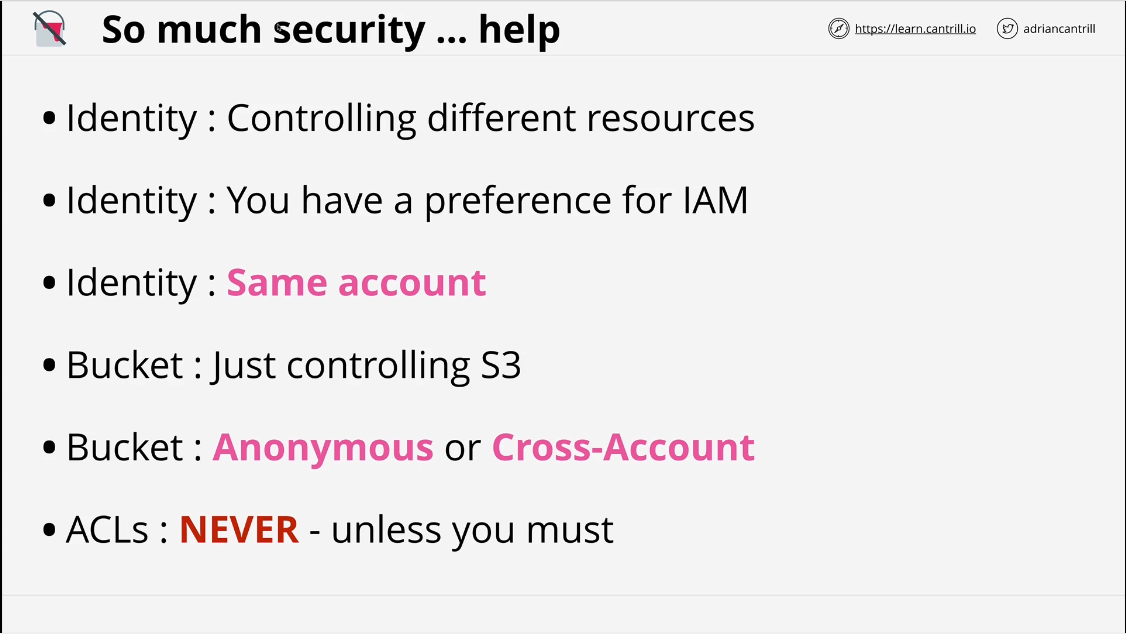 So much security ... help
https://learn.cantrill.io
adriancantrill
• Identity : Controlling different resources
• Identity : You have a preference for IAM
• Identity : Same account
• Bucket : Just controlling S3
• Bucket : Anonymous or Cross-Account
• ACLs : NEVER - unless you must